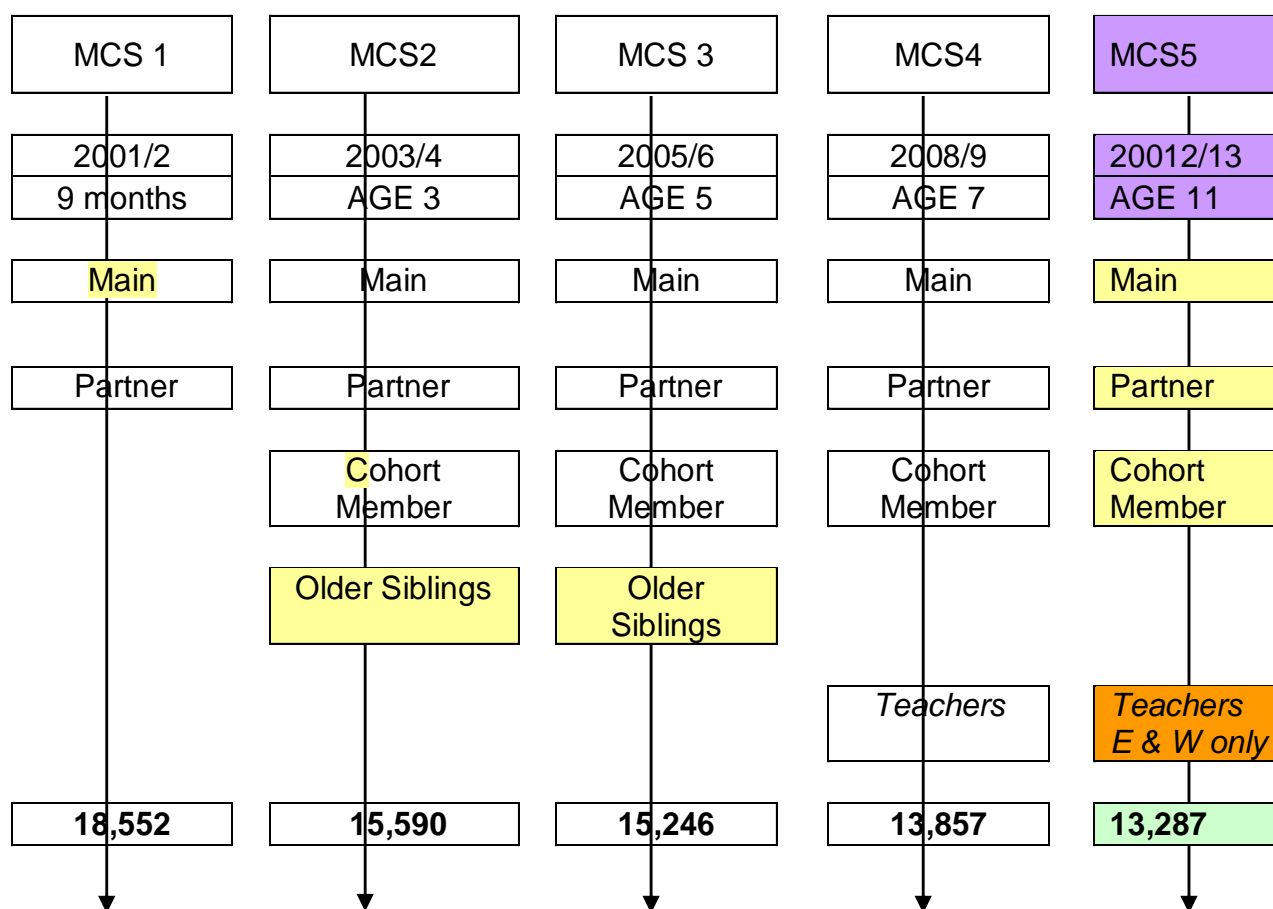 MCS 1
MCS2
MCS 3
MCS4
MCS5
2001/2
2003/4
2005/6
2008/9
20012/13
9 months
AGE 3
AGE 5
AGE 7
AGE 11
Main
Main
Main
Main
Main
Partner
Partner
Partner
Partner
Partner
Cohort
Member
Cohort
Member
Cohort
Member
Cohort
Member
Older Siblings
Older
Siblings
Teachers
Teachers
E & W only
18,552
15,590
15,246
13,857
13,287